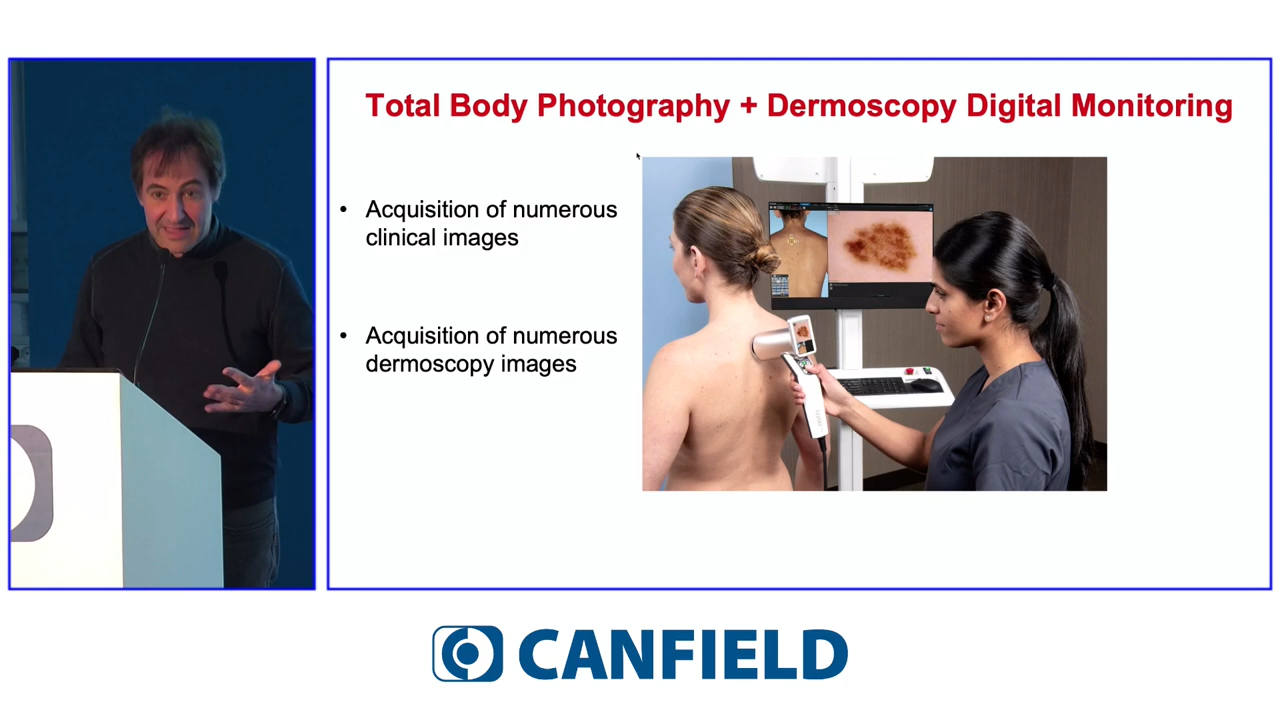 Total Body Photography + Dermoscopy Digital Monitoring
• Acquisition of numerous
clinical images
• Acquisition of numerous
dermoscopy images
CANFIELD